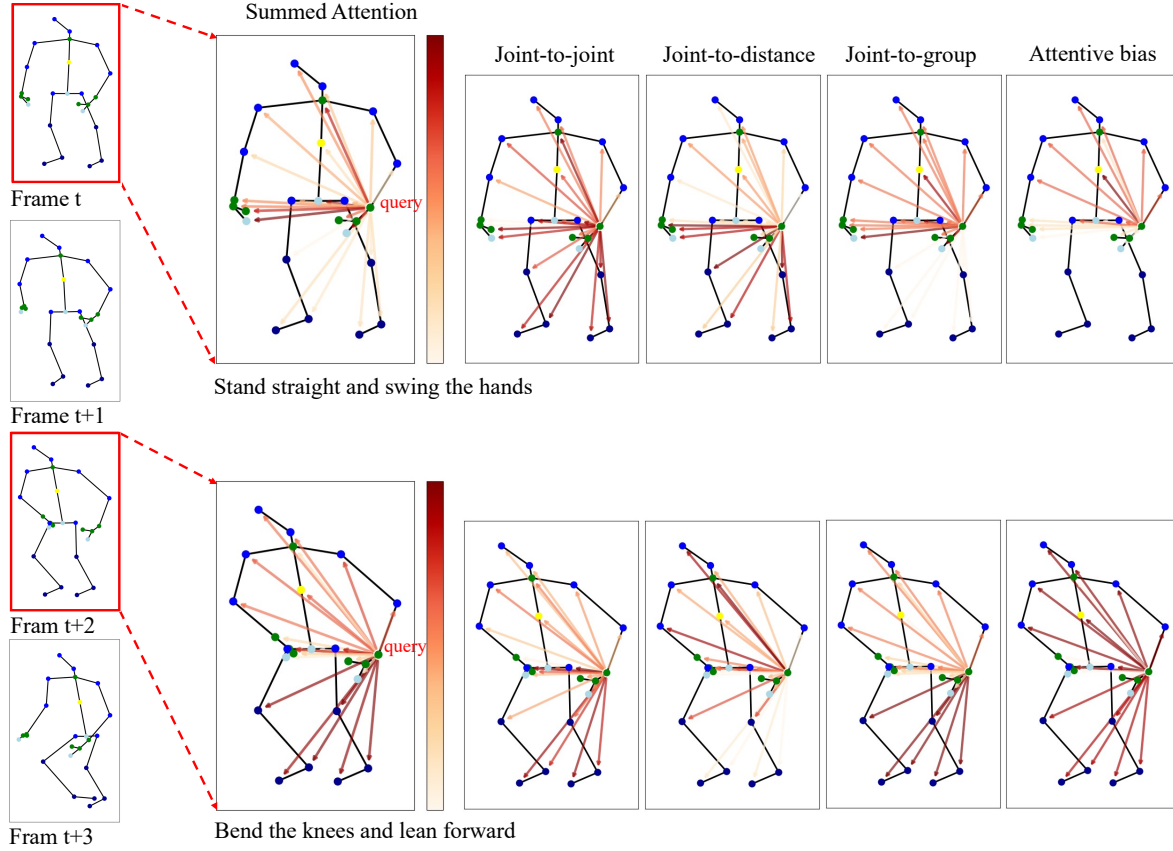 Summed Attention
Joint-to-joint
Joint-to-distance
Joint-to-group
Attentive bias
query
Frame t
Stand straight and swing the hands
Frame t+1
query
Fram t+2
Bend the knees and lean forward
Fram t+3